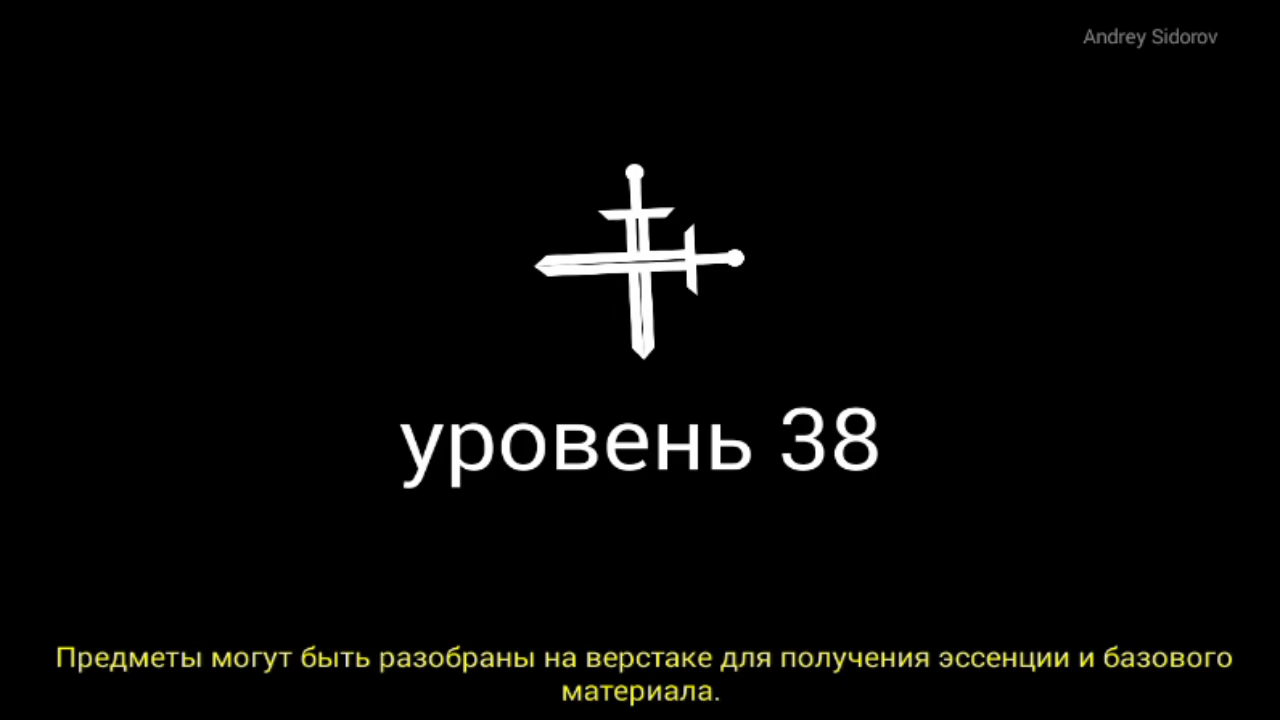 Andrey Sidorov
уровень 38
Предметы могут быть разобраны на верстаке для получения эссенции и базового
материала.